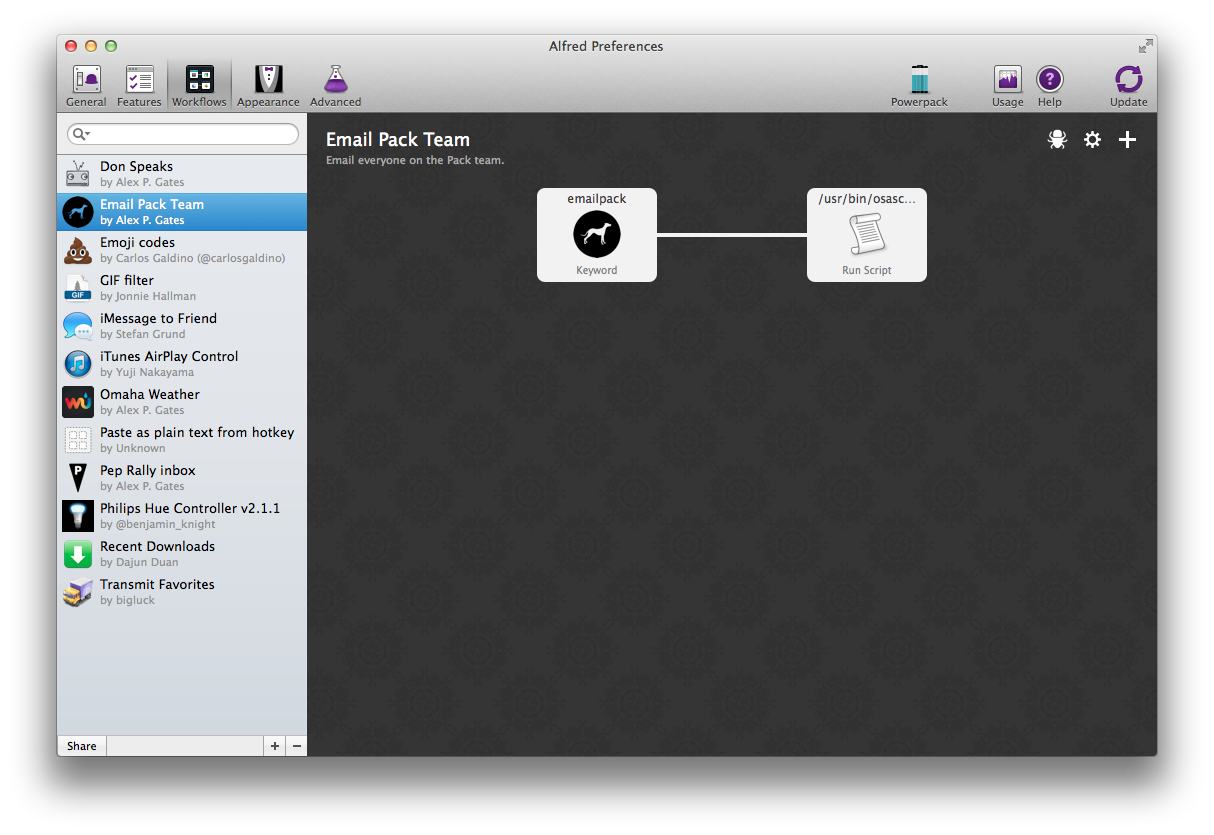 Alfred Preferences
General
Features
Workflows
Appearance
Advanced
Powerpack
Usage
Help
Update
Don Speaks
by Alex P. Gates
Email Pack Team
by Alex P. Gates
Emoji codes
by Carlos Galdino (@carlosgaldino)
GIF
GIF filter
by Jonnie Hallman
iMessage to Friend
by Stefan Grund
iTunes AirPlay Control
by Yuji Nakayama
Omaha Weather
by Alex P. Gates
Paste as plain text from hotkey
by Unknown
P
Pep Rally inbox
by Alex P. Gates
Philips Hue Controller v2.1.1
by @benjamin_knight
Recent Downloads
by Dajun Duan
Transmit Favorites
by bigluck
Share
+
−
Email Pack Team
Email everyone on the Pack team.
emailpack
Keyword
/usr/bin/osasc...
Run Script